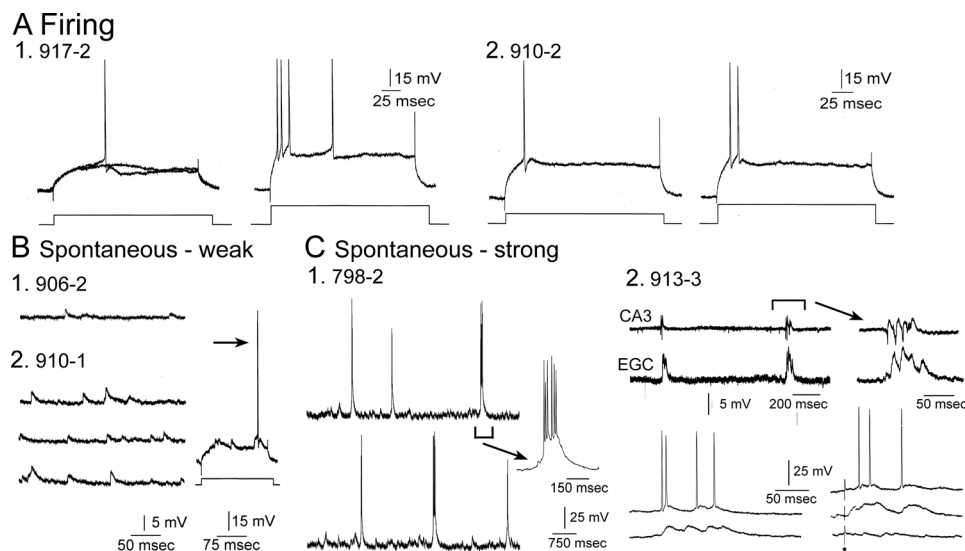 A Firing
1. 917-2
15 mV
25 msec
2. 910-2
15 mV
25 msec
B Spontaneous - weak
1. 906-2
2. 910-1
5 mV
50 msec
15 mV
75 msec
C Spontaneous - strong
1. 798-2
150 msec
25 mV
750 msec
2. 913-3
CA3
EGC
5 mV
200 msec
50 msec
25 mV
50 msec